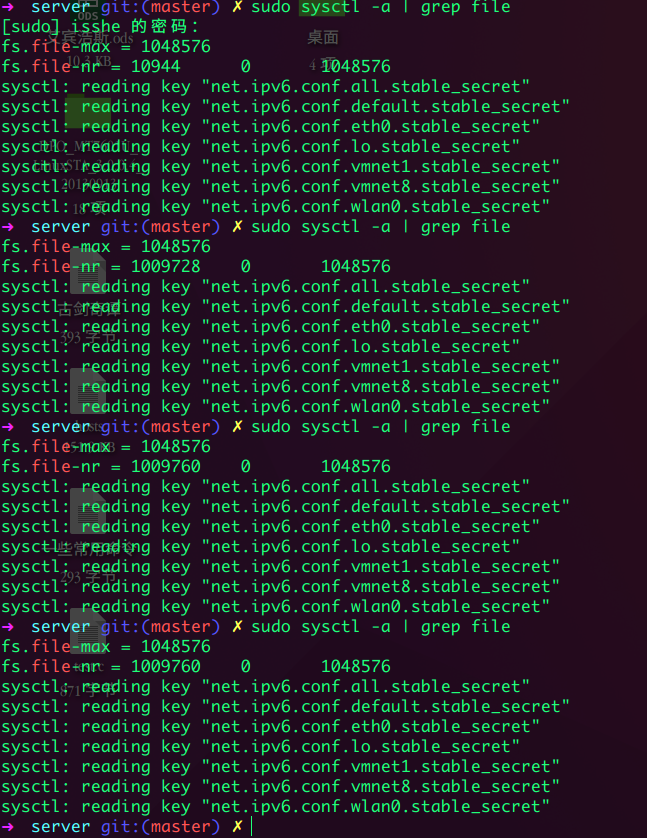 ➜  server git:(master) ✗ sudo sysctl -a | grep file
[sudo] isshe 的密码：
fs.file-max = 1048576
fs.file-nr = 10944      0       1048576
sysctl: reading key "net.ipv6.conf.all.stable_secret"
sysctl: reading key "net.ipv6.conf.default.stable_secret"
sysctl: reading key "net.ipv6.conf.eth0.stable_secret"
sysctl: reading key "net.ipv6.conf.lo.stable_secret"
sysctl: reading key "net.ipv6.conf.vmnet1.stable_secret"
sysctl: reading key "net.ipv6.conf.vmnet8.stable_secret"
sysctl: reading key "net.ipv6.conf.wlan0.stable_secret"
➜  server git:(master) ✗ sudo sysctl -a | grep file
fs.file-max = 1048576
fs.file-nr = 1009728    0       1048576
sysctl: reading key "net.ipv6.conf.all.stable_secret"
sysctl: reading key "net.ipv6.conf.default.stable_secret"
sysctl: reading key "net.ipv6.conf.eth0.stable_secret"
sysctl: reading key "net.ipv6.conf.lo.stable_secret"
sysctl: reading key "net.ipv6.conf.vmnet1.stable_secret"
sysctl: reading key "net.ipv6.conf.vmnet8.stable_secret"
sysctl: reading key "net.ipv6.conf.wlan0.stable_secret"
➜  server git:(master) ✗ sudo sysctl -a | grep file
fs.file-max = 1048576
fs.file-nr = 1009760    0       1048576
sysctl: reading key "net.ipv6.conf.all.stable_secret"
sysctl: reading key "net.ipv6.conf.default.stable_secret"
sysctl: reading key "net.ipv6.conf.eth0.stable_secret"
sysctl: reading key "net.ipv6.conf.lo.stable_secret"
sysctl: reading key "net.ipv6.conf.vmnet1.stable_secret"
sysctl: reading key "net.ipv6.conf.vmnet8.stable_secret"
sysctl: reading key "net.ipv6.conf.wlan0.stable_secret"
➜  server git:(master) ✗ sudo sysctl -a | grep file
fs.file-max = 1048576
fs.file-nr = 1009760    0       1048576
sysctl: reading key "net.ipv6.conf.all.stable_secret"
sysctl: reading key "net.ipv6.conf.default.stable_secret"
sysctl: reading key "net.ipv6.conf.eth0.stable_secret"
sysctl: reading key "net.ipv6.conf.lo.stable_secret"
sysctl: reading key "net.ipv6.conf.vmnet1.stable_secret"
sysctl: reading key "net.ipv6.conf.vmnet8.stable_secret"
sysctl: reading key "net.ipv6.conf.wlan0.stable_secret"
➜  server git:(master) ✗
桌面